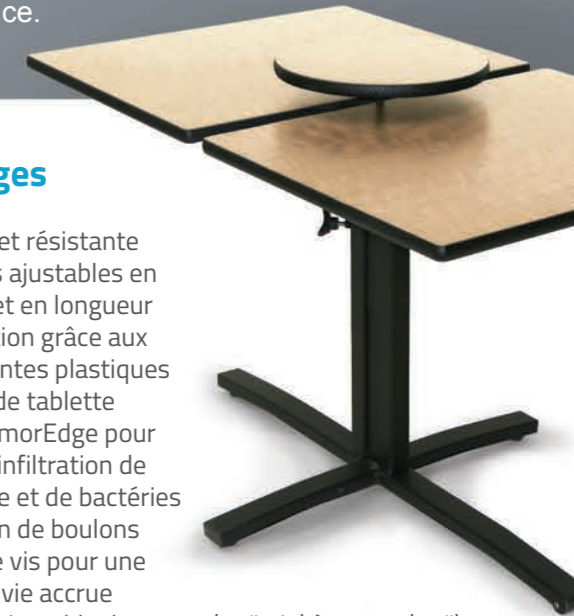 ce.
ges
et résistante
s ajustables en
et en longueur
tion grâce aux
ntes plastiques
de tablette
morEdge pour
infiltration de
e et de bactéries
n de boulons
e vis pour une
vie accrue